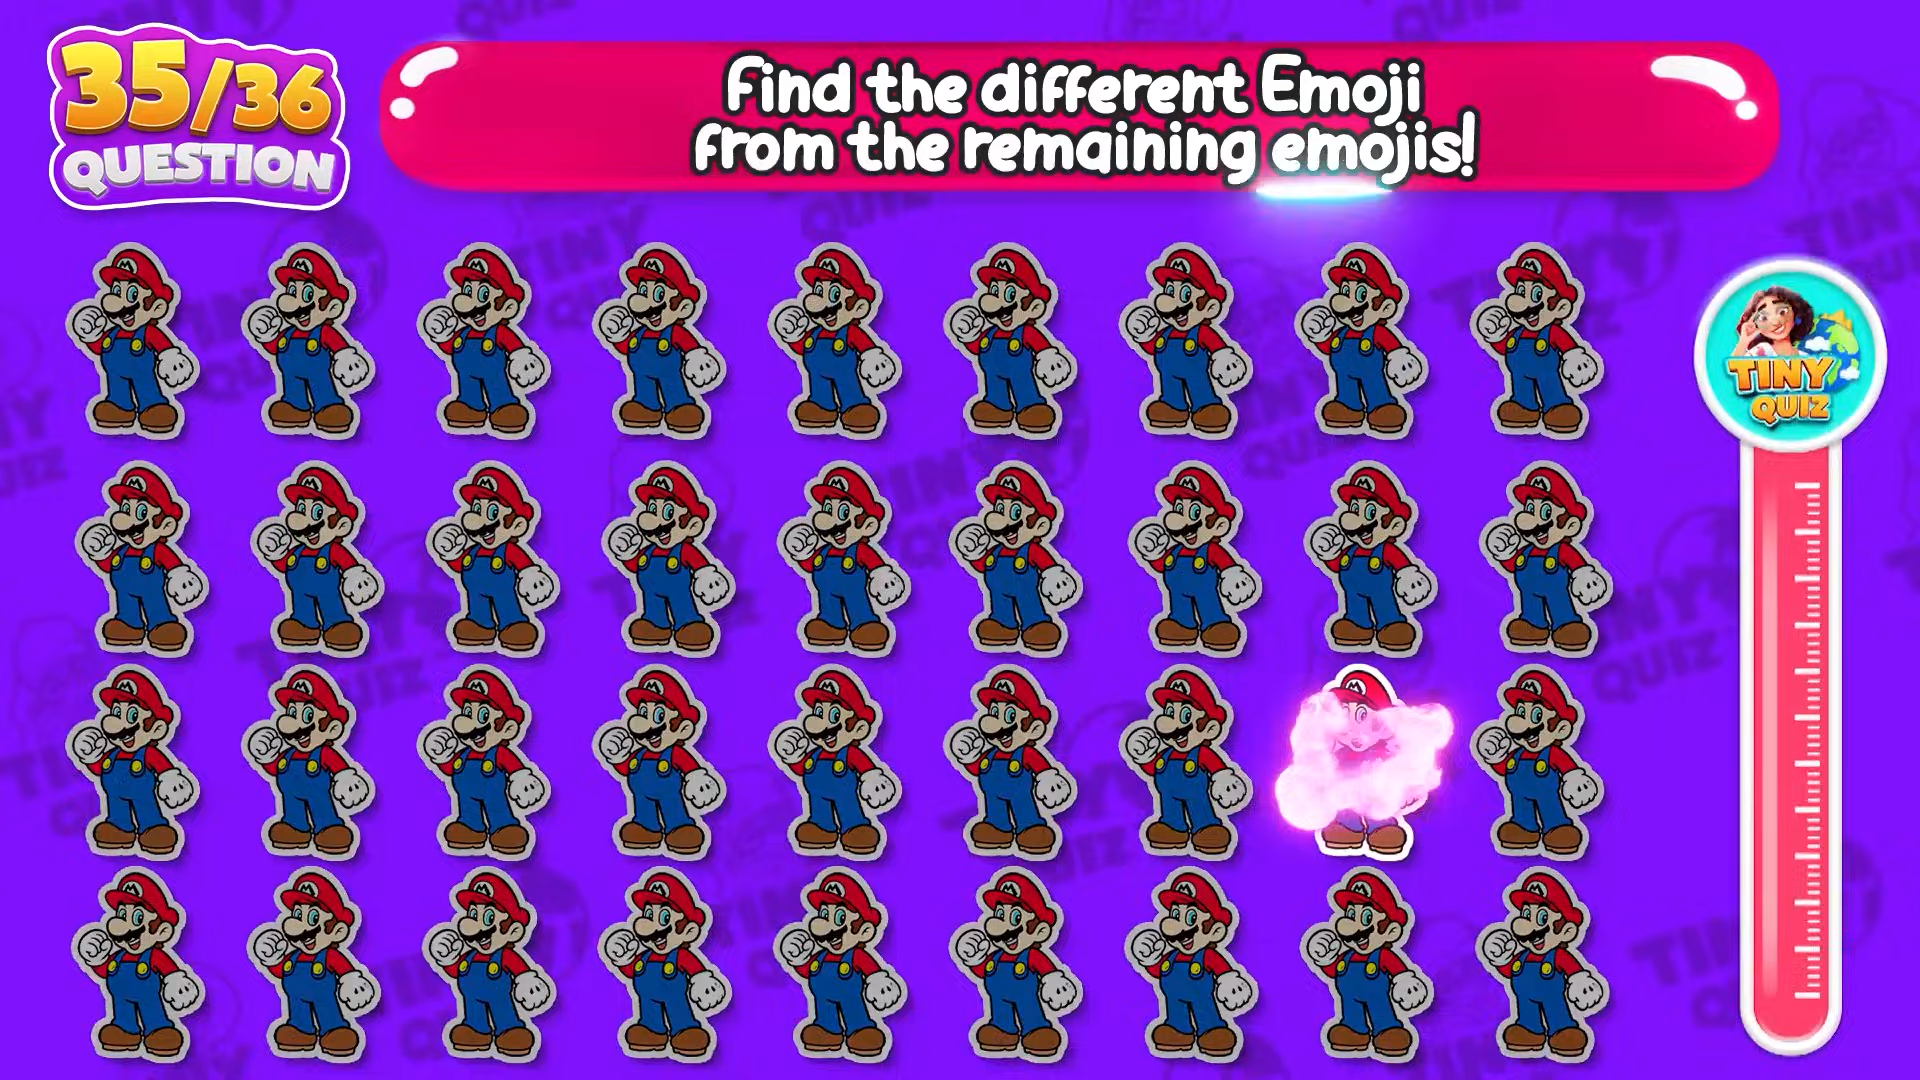 35/36
QUESTION
Find the different Emoji
from the remaining emojis!
TINY
QUIZ